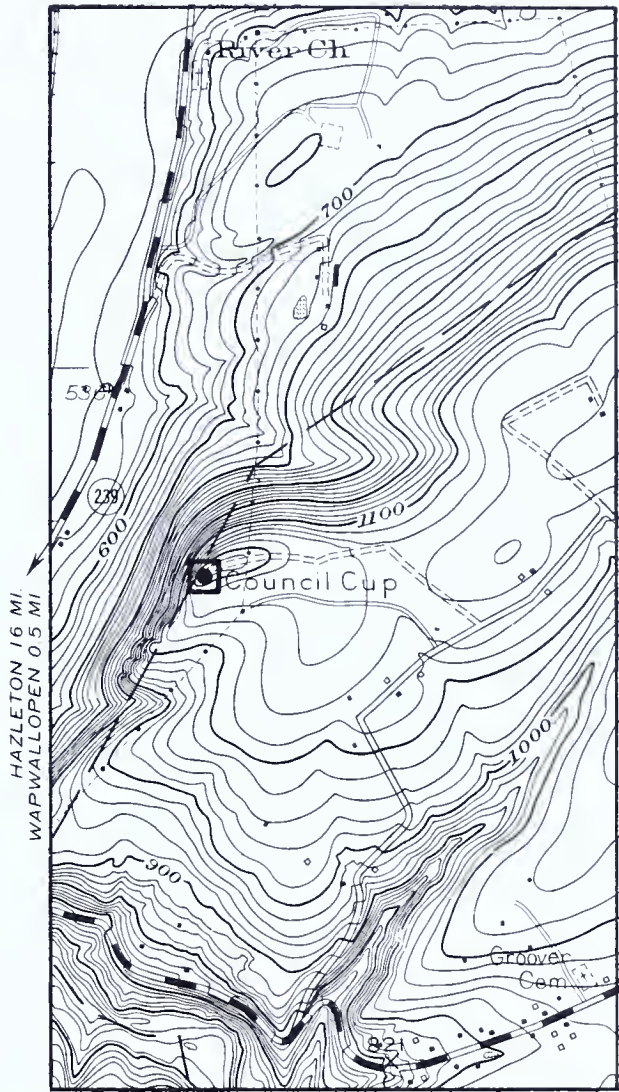 River Ch
700
538
239
600
1100
Council Cup
HAZLETON 16 MI.
WAPWALLOPEN 0.5 MI
1000
900
Groover
Cem
821